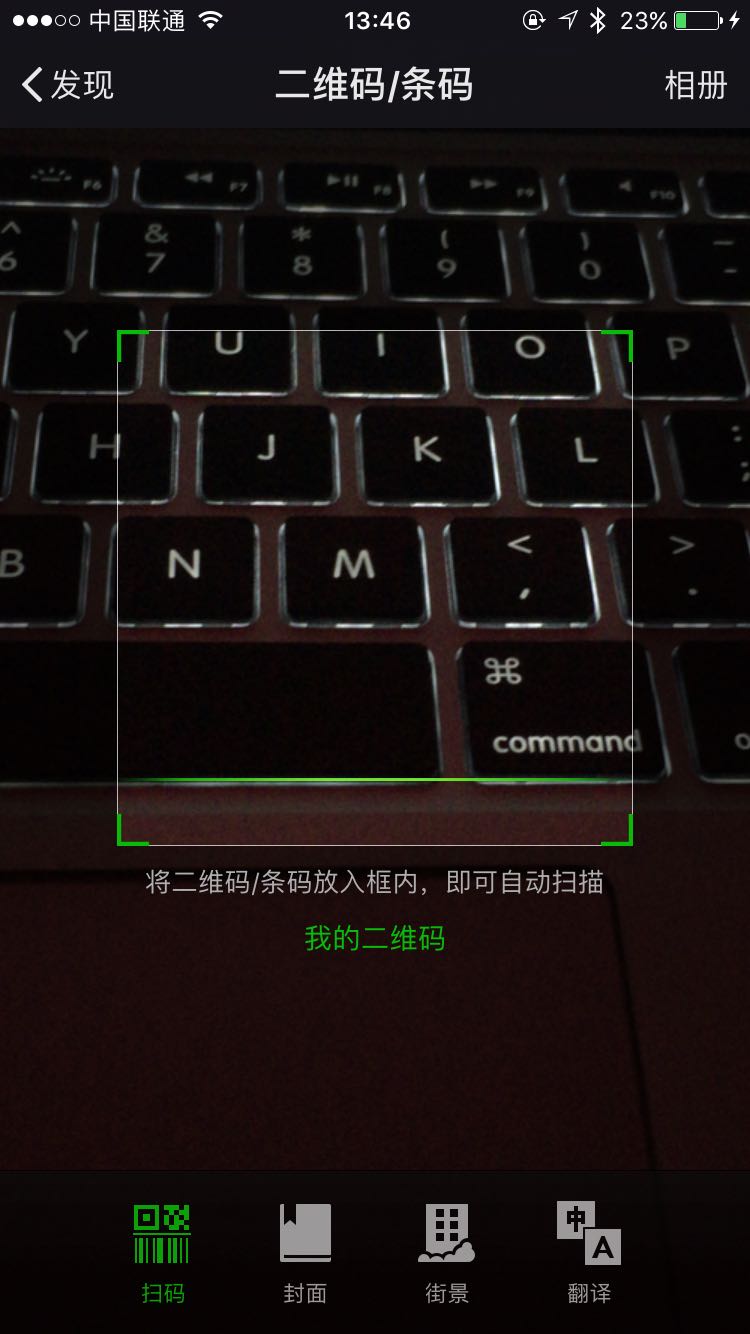 中国联通 13:46 23%
发现 二维码/条码 相册
F6 F7 F8 F9 F10
^ & * ( ) –
6 7 8 9 0 -
Y U I O P
H J K L : ;
B N M < , > .
⌘
command
o
将二维码/条码放入框内，即可自动扫描
我的二维码
中 A
扫码 封面 街景 翻译